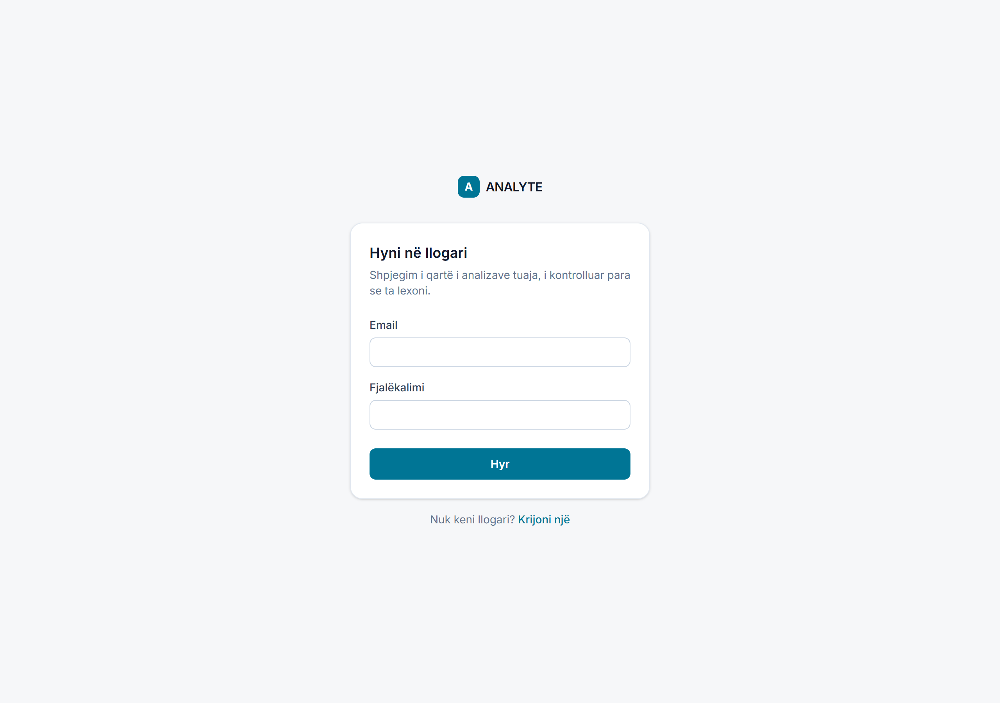 A ANALYTE
Hyni në llogari
Shpjegim i qartë i analizave tuaja, i kontrolluar para
se ta lexoni.
Email
Fjalëkalimi
Hyr
Nuk keni llogari? Krijoni një